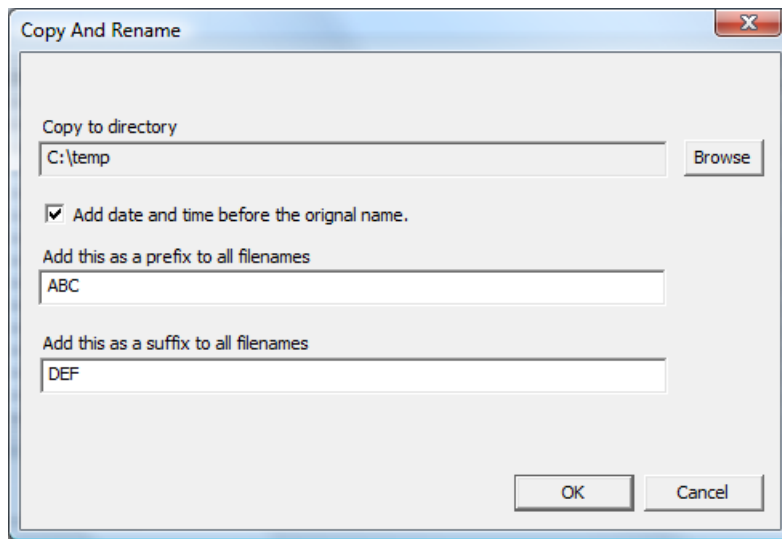 Copy And Rename
Copy to directory
C:\temp
Browse
Add date and time before the orignal name.
Add this as a prefix to all filenames
ABC
Add this as a suffix to all filenames
DEF
OK
Cancel